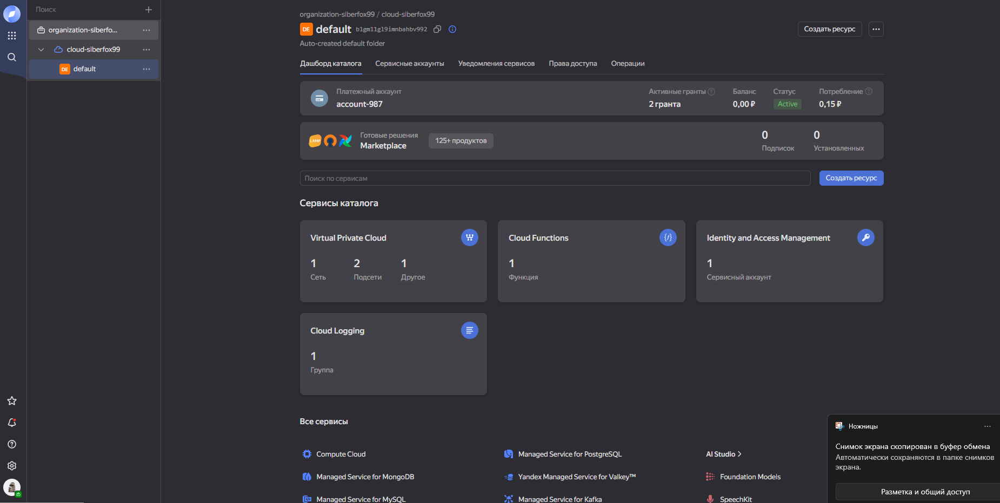 Поиск
organization-siberfo...
cloud-siberfox99
DE default
organization-siberfox99 / cloud-siberfox99
DE default b1gm11gl9imnbahbv992
Auto-created default folder
Создать ресурс
Дашборд каталога Сервисные аккаунты Уведомления сервисов Права доступа Операции
Платежный аккаунт
account-987
Активные гранты
2 гранта
Баланс
0,00 ₽
Статус
Active
Потребление
0,15 ₽
LAMP
Готовые решения
Marketplace
125+ продуктов
0
Подписок
0
Установленных
Поиск по сервисам
Создать ресурс
Сервисы каталога
Virtual Private Cloud
1 2 1
Сеть Подсети Другое
Cloud Functions
1
Функция
Identity and Access Management
1
Сервисный аккаунт
Cloud Logging
1
Группа
Все сервисы
Compute Cloud
Managed Service for MongoDB
Managed Service for MySQL
Managed Service for PostgreSQL
Yandex Managed Service for Valkey™
Managed Service for Kafka
AI Studio
Foundation Models
SpeechKit
Ножницы
Снимок экрана скопирован в буфер обмена
Автоматически сохраняются в папке снимков
экрана.
Разметка и общий доступ